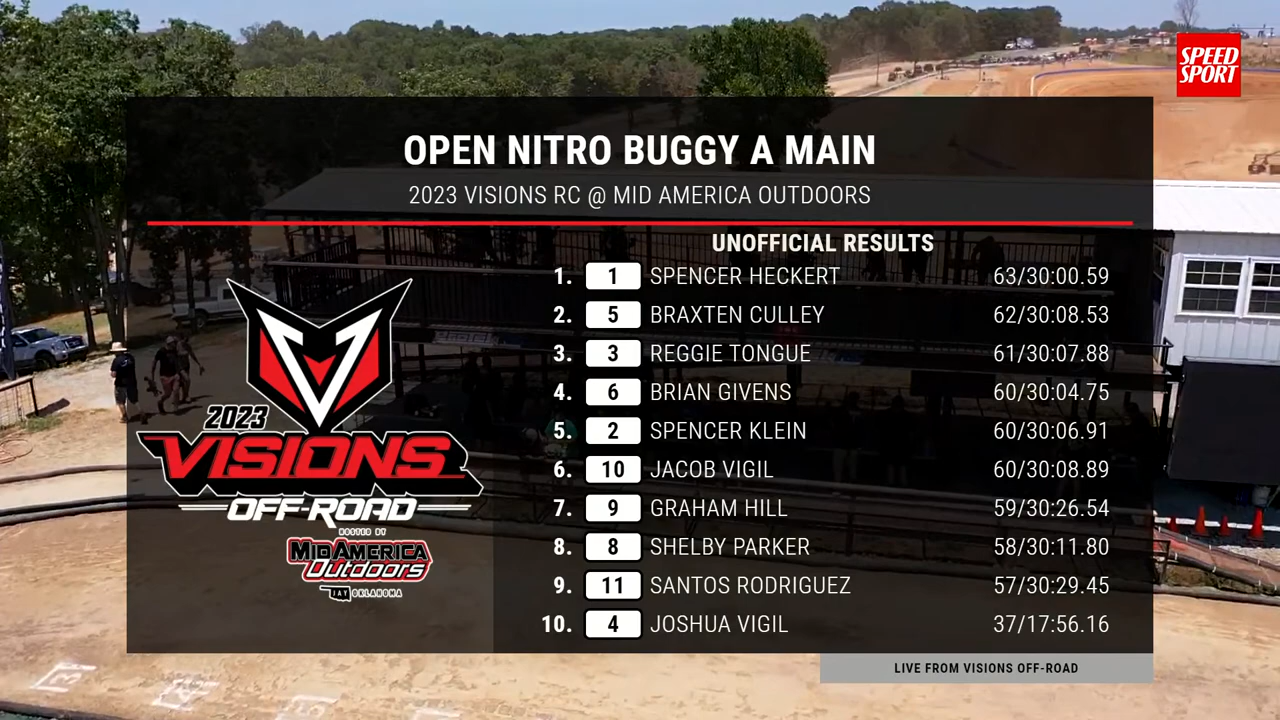 SPEED
SPORT
OPEN NITRO BUGGY A MAIN
2023 VISIONS RC @ MID AMERICA OUTDOORS
UNOFFICIAL RESULTS
1. 1 SPENCER HECKERT 63/30:00.59
2. 5 BRAXTEN CULLEY 62/30:08.53
3. 3 REGGIE TONGUE 61/30:07.88
4. 6 BRIAN GIVENS 60/30:04.75
5. 2 SPENCER KLEIN 60/30:06.91
6. 10 JACOB VIGIL 60/30:08.89
7. 9 GRAHAM HILL 59/30:26.54
8. 8 SHELBY PARKER 58/30:11.80
9. 11 SANTOS RODRIGUEZ 57/30:29.45
10. 4 JOSHUA VIGIL 37/17:56.16
2023
VISIONS
OFF-ROAD
HOSTED BY
MIDAMERICA
OUTDOORS
JAY OKLAHOMA
LIVE FROM VISIONS OFF-ROAD